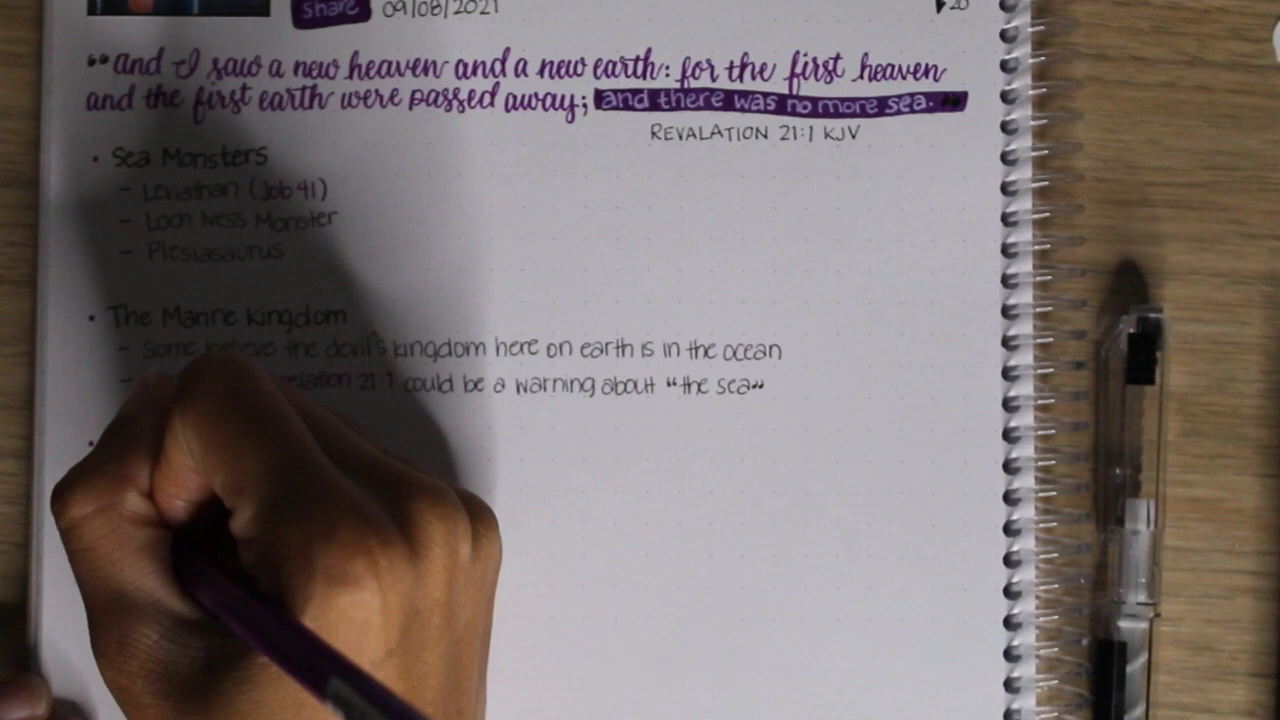 share 09/08/2021 20
“and I saw a new heaven and a new earth: for the first heaven
and the first earth were passed away; and there was no more sea.”
REVALATION 21:1 KJV
• Sea Monsters
- Leviathan (Job 41)
- Loch Ness Monster
- Plesiasaurus
• The Marine Kingdom
- Some believe the devil's kingdom here on earth is in the ocean
- 21:1 could be a warning about “the sea”
•